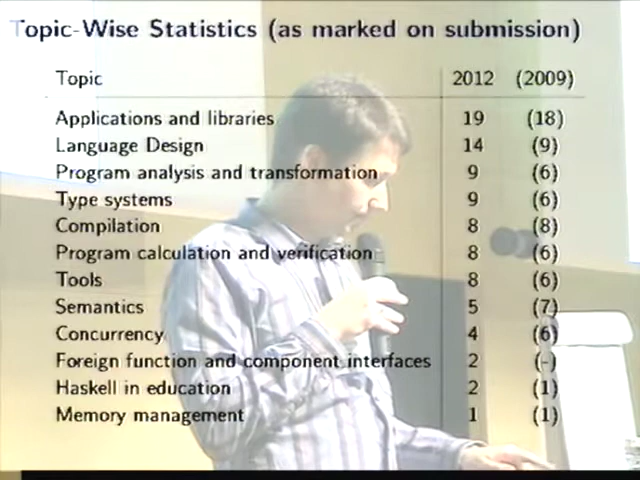 Topic-Wise Statistics (as marked on submission)
Topic 2012 (2009)
Applications and libraries 19 (18)
Language Design 14 (9)
Program analysis and transformation 9 (6)
Type systems 9 (6)
Compilation 8 (8)
Program calculation and verification 8 (6)
Tools 8 (6)
Semantics 5 (7)
Concurrency 4 (6)
Foreign function and component interfaces 2 (-)
Haskell in education 2 (1)
Memory management 1 (1)